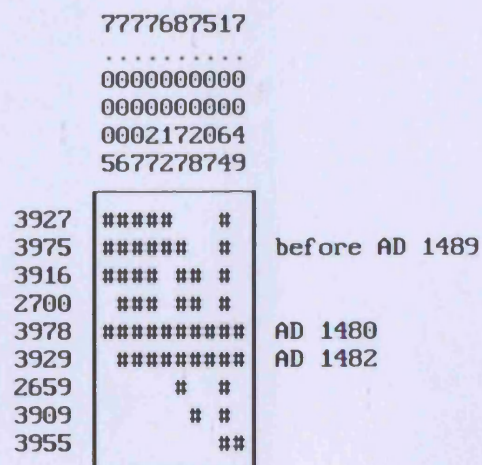 7777687517
..........
0000000000
0000000000
0002172064
5677278749
3927 #####   #
3975 ######  # before AD 1489
3916 #### ## #
2700  ### ## #
3978 ########## AD 1480
3929  ######### AD 1482
2659      #  #
3909       # #
3955         ##